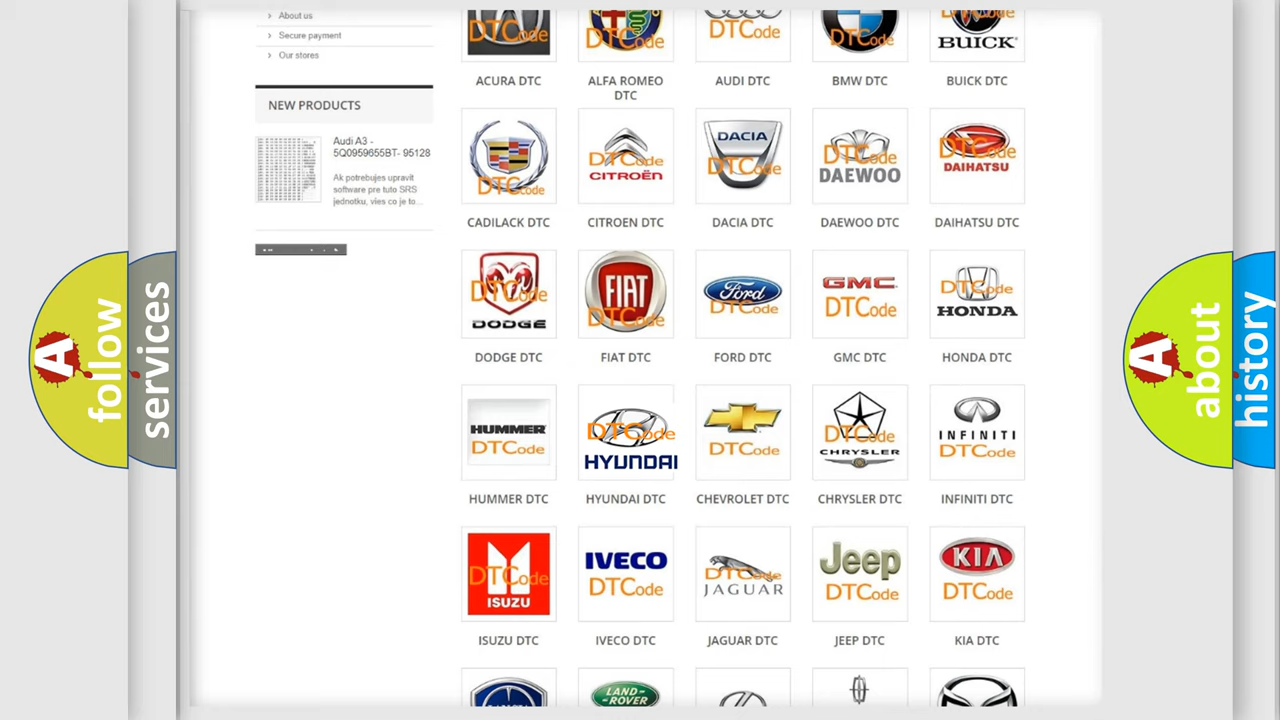 About us
Secure payment
Our stores
NEW PRODUCTS
Audi A3 -
5Q0959655BT- 95128
Ak potrebujes upravit
software pre tuto SRS
jednotku, vies co je to...
DTCode DTCode DTCode DTCode BUICK
ACURA DTC ALFA ROMEO DTC AUDI DTC BMW DTC BUICK DTC
DTCode DTCode CITROËN DACIA DTCode DTCode DAEWOO DTCode DAIHATSU
CADILACK DTC CITROEN DTC DACIA DTC DAEWOO DTC DAIHATSU DTC
DTCode DODGE FIAT DTCode Ford DTCode GMC DTCode DTCode HONDA
DODGE DTC FIAT DTC FORD DTC GMC DTC HONDA DTC
HUMMER DTCode DTCode HYUNDAI DTCode DTCode CHRYSLER INFINITI DTCode
HUMMER DTC HYUNDAI DTC CHEVROLET DTC CHRYSLER DTC INFINITI DTC
DTCode ISUZU IVECO DTCode DTCode JAGUAR Jeep DTCode KIA DTCode
ISUZU DTC IVECO DTC JAGUAR DTC JEEP DTC KIA DTC
LAND-
ROVER
A follow
services
A about
history